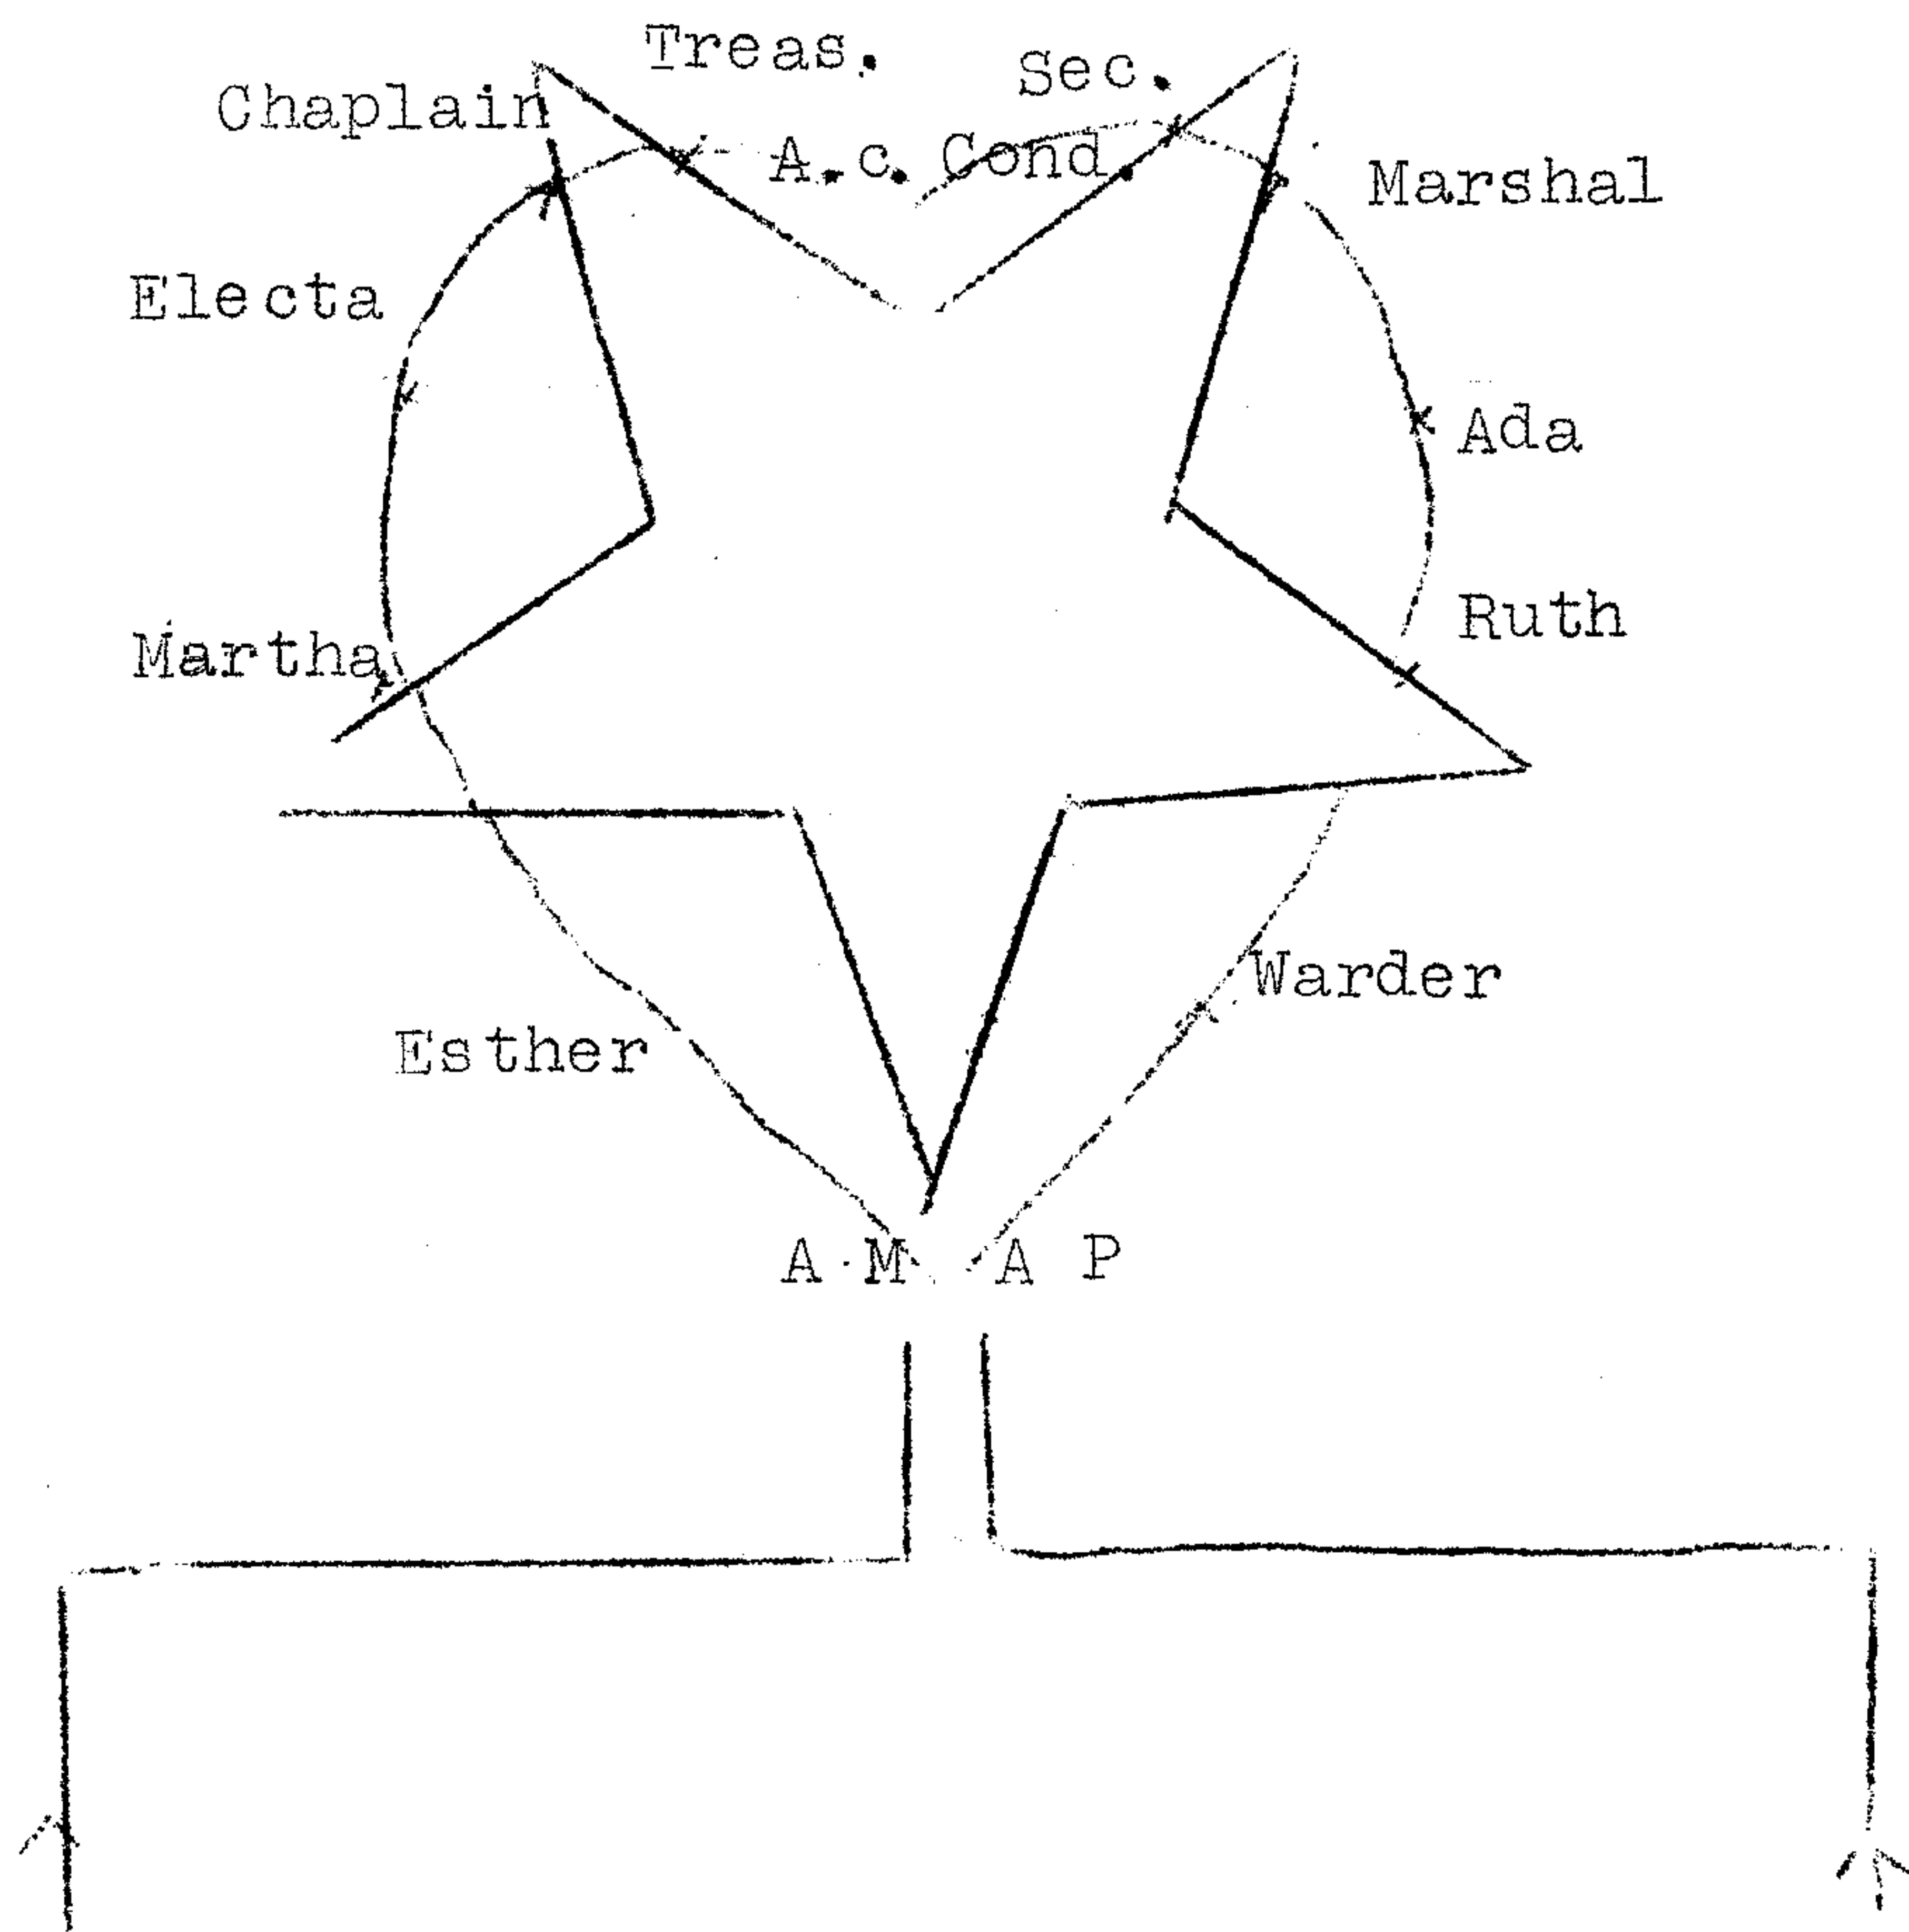 Treas.
Sec.
Chaplain
A.c. Cond.
Marshal
Electa
Ada
Ruth
Martha
Warder
Esther
A M A P